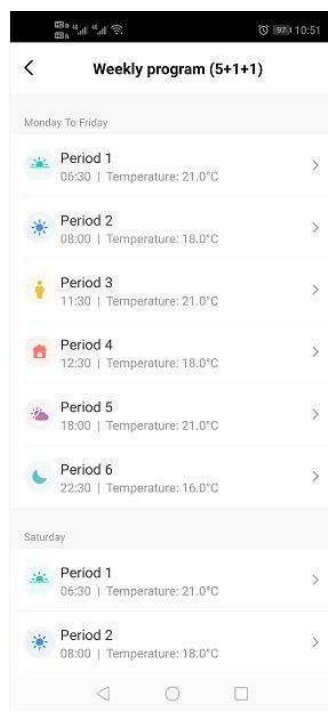 10:51
Weekly program (5+1+1)
Monday To Friday
Period 1
06:30 | Temperature: 21.0°C
Period 2
08:00 | Temperature: 18.0°C
Period 3
11:30 | Temperature: 21.0°C
Period 4
12:30 | Temperature: 18.0°C
Period 5
18:00 | Temperature: 21.0°C
Period 6
22:30 | Temperature: 16.0°C
Saturday
Period 1
06:30 | Temperature: 21.0°C
Period 2
08:00 | Temperature: 18.0°C